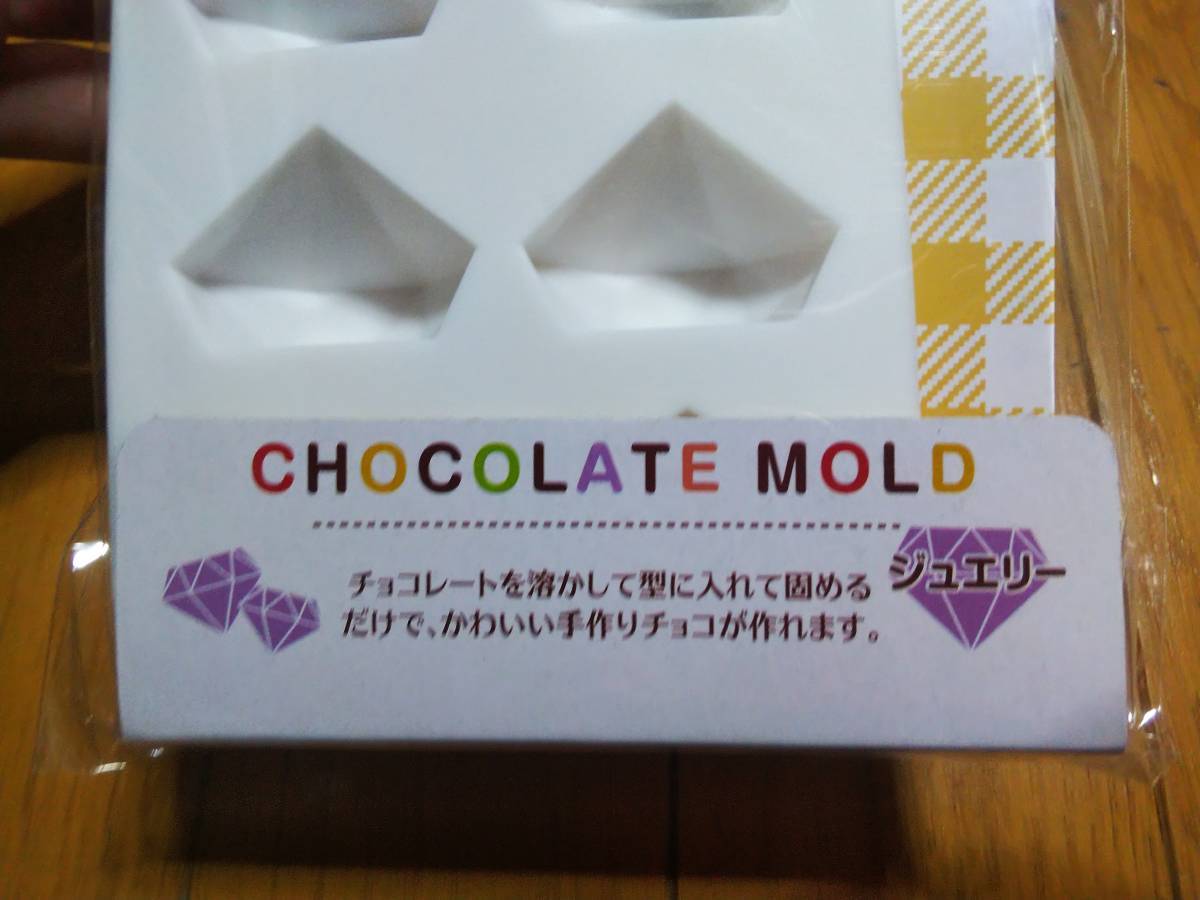 CHOCOLATE MOLD
チョコレートを溶かして型に入れて固める
だけで、かわいい手作りチョコが作れます。
ジュエリー